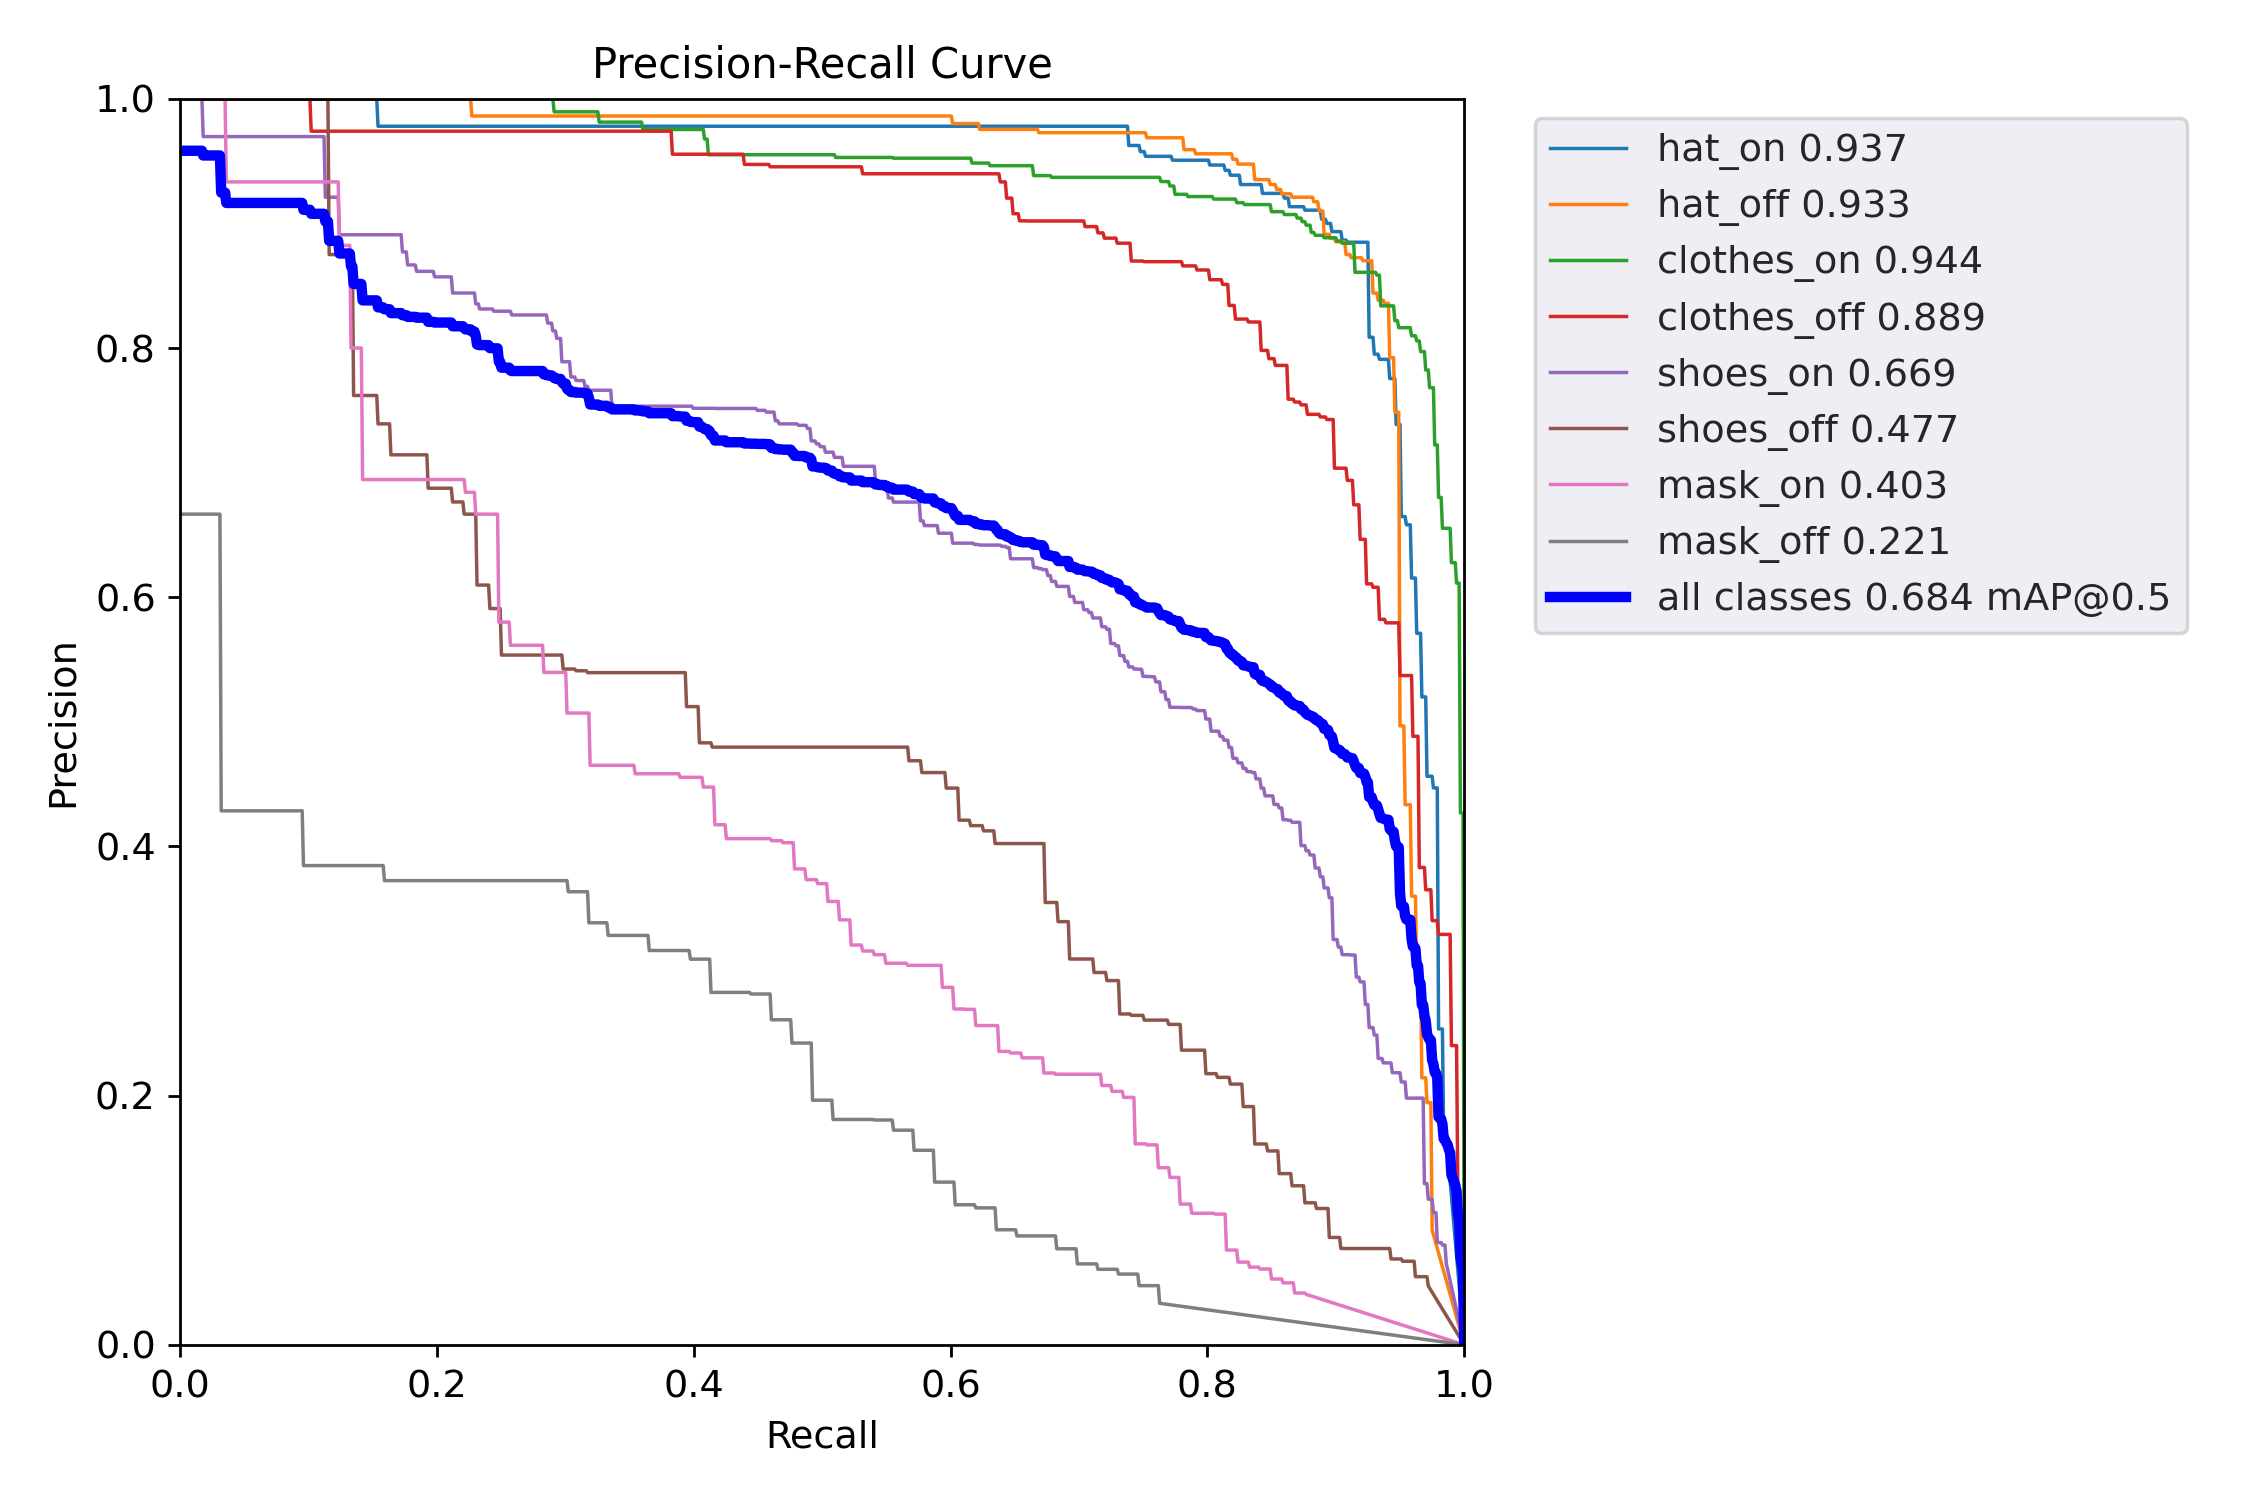 Precision-Recall Curve
1.0
0.8
0.6
0.4
0.2
0.0
Precision
0.0 0.2 0.4 0.6 0.8 1.0
Recall
hat_on 0.937
hat_off 0.933
clothes_on 0.944
clothes_off 0.889
shoes_on 0.669
shoes_off 0.477
mask_on 0.403
mask_off 0.221
all classes 0.684 mAP@0.5